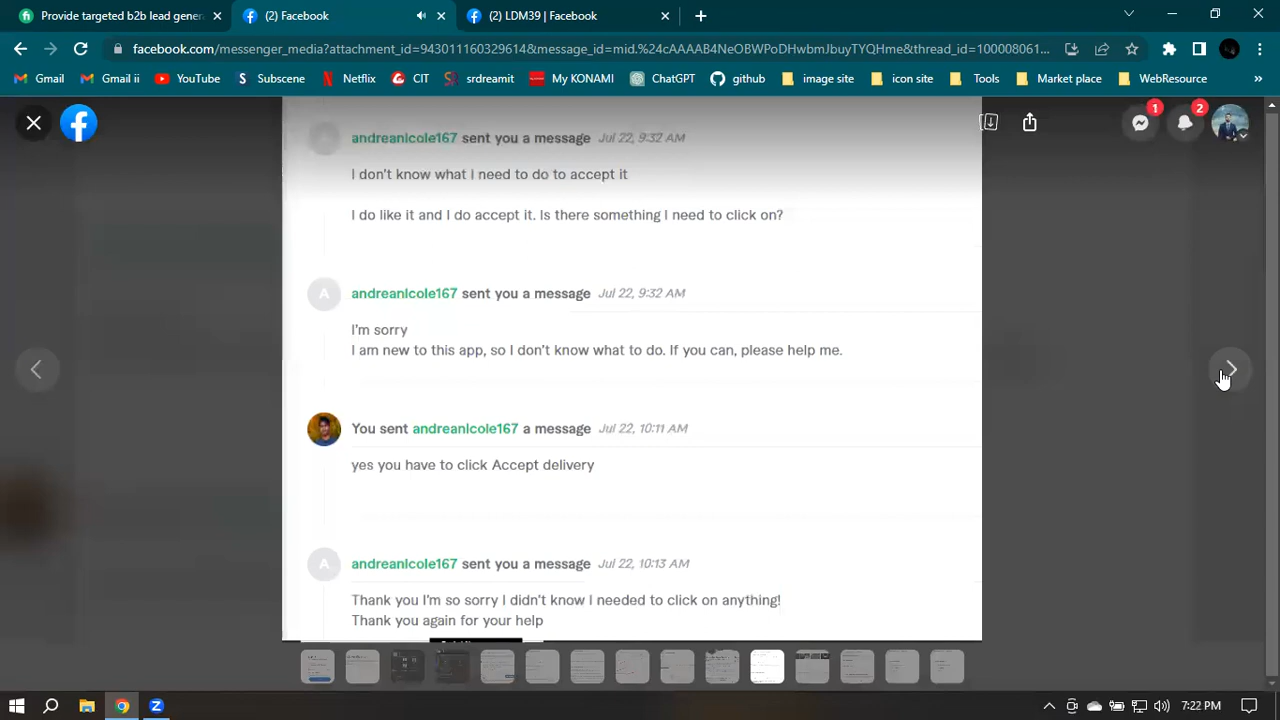 Provide targeted b2b lead gener
(2) Facebook
(2) LDM39 | Facebook
facebook.com/messenger_media?attachment_id=943011160329614&message_id=mid.%24cAAAAB4NeOBWPoDHwbmJbuyTYQHme&thread_id=100008061...
Gmail
Gmail ii
YouTube
Subscene
Netflix
CIT
srdreamit
My KONAMI
ChatGPT
github
image site
icon site
Tools
Market place
WebResource
1
2
andreanicole167 sent you a message Jul 22, 9:32 AM
I don't know what I need to do to accept it
I do like it and I do accept it. Is there something I need to click on?
A
andreanicole167 sent you a message Jul 22, 9:32 AM
I'm sorry
I am new to this app, so I don't know what to do. If you can, please help me.
You sent andreanicole167 a message Jul 22, 10:11 AM
yes you have to click Accept delivery
A
andreanicole167 sent you a message Jul 22, 10:13 AM
Thank you I'm so sorry I didn't know I needed to click on anything!
Thank you again for your help
7:22 PM